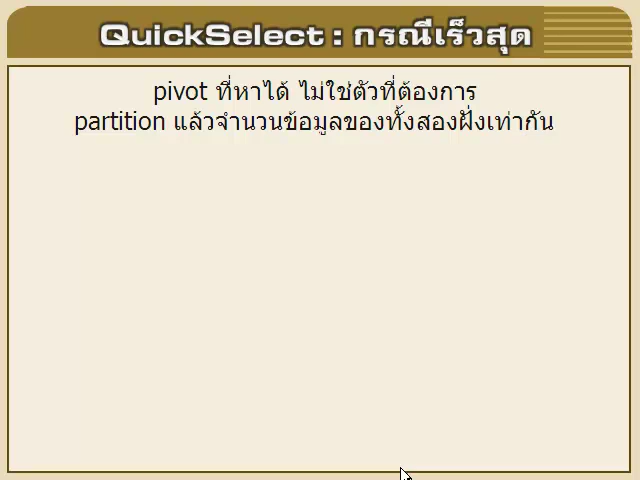 QuickSelect : กรณีเร็วสุด
pivot ที่หาได้ ไม่ใช่ตัวที่ต้องการ
partition แล้วจำนวนข้อมูลของทั้งสองฝั่งเท่ากัน